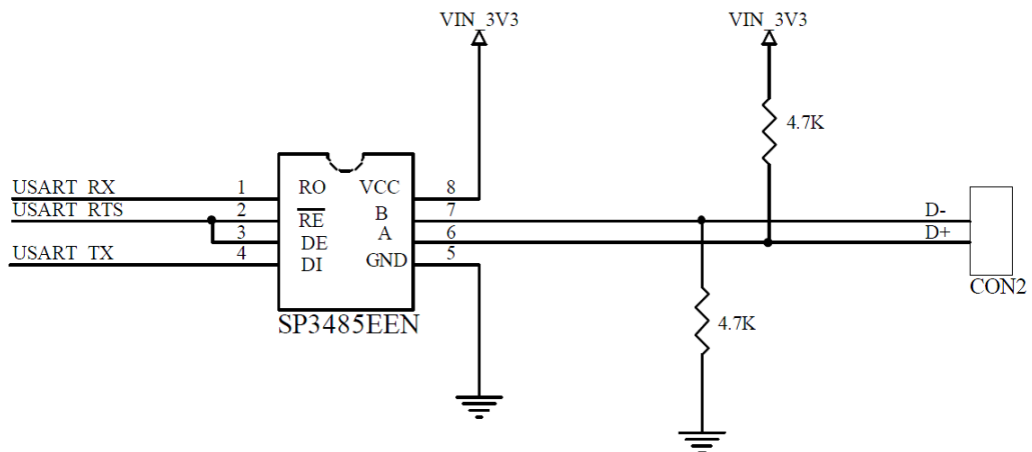 VIN_3V3 VIN_3V3
4.7K
USART_RX 1 RO VCC 8
USART_RTS 2 RE B 7 D-
3 DE A 6 D+
USART_TX 4 DI GND 5
CON2
SP3485EEN
4.7K